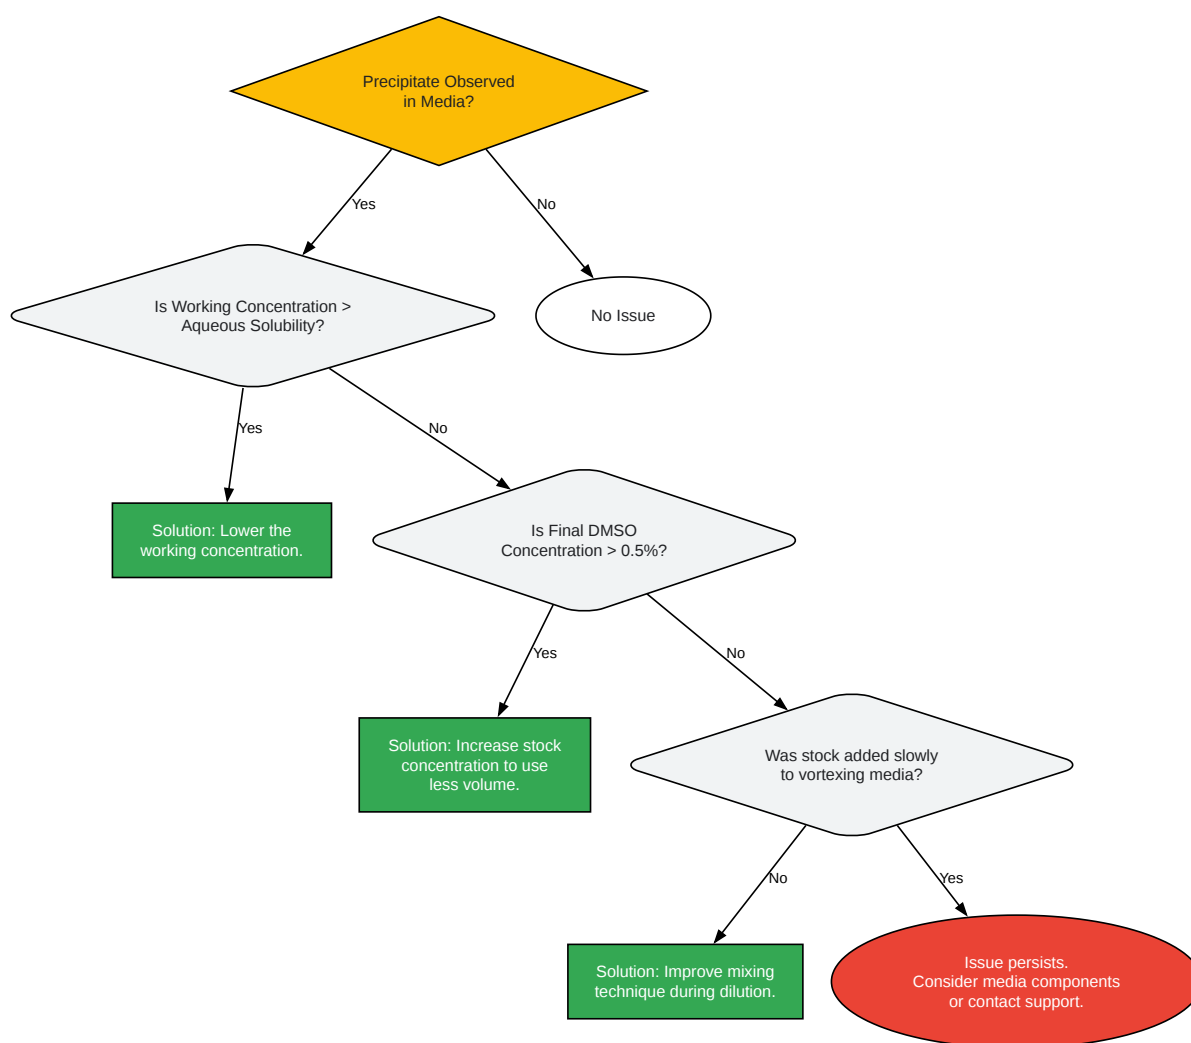 Precipitate Observed
in Media?
Yes
No
Is Working Concentration >
Aqueous Solubility?
No Issue
Yes
No
Solution: Lower the
working concentration.
Is Final DMSO
Concentration > 0.5%?
Yes
No
Solution: Increase stock
concentration to use
less volume.
Was stock added slowly
to vortexing media?
No
Yes
Solution: Improve mixing
technique during dilution.
Issue persists.
Consider media components
or contact support.